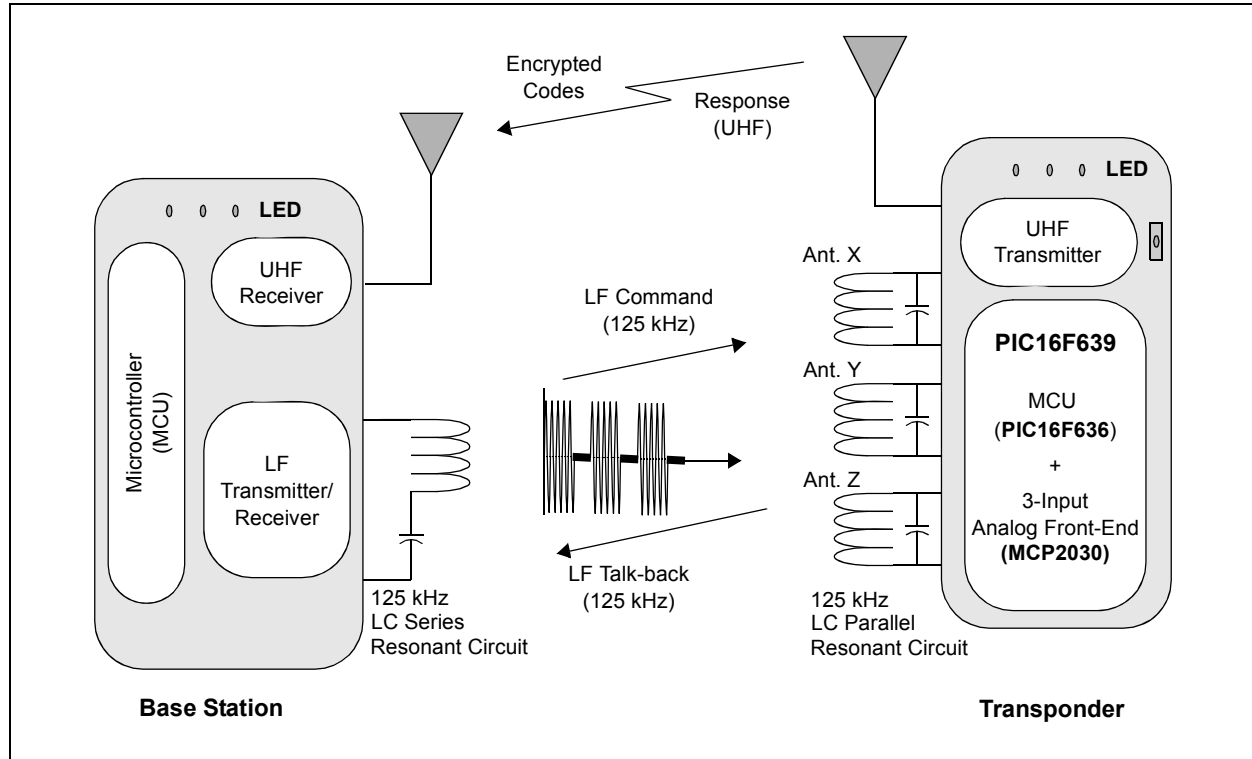 Encrypted
Codes
Response
(UHF)
LED
UHF
Receiver
Microcontroller
(MCU)
LF
Transmitter/
Receiver
125 kHz
LC Series
Resonant Circuit
Base Station
LF Command
(125 kHz)
LF Talk-back
(125 kHz)
Ant. X
Ant. Y
Ant. Z
125 kHz
LC Parallel
Resonant Circuit
LED
UHF
Transmitter
PIC16F639
MCU
(PIC16F636)
+
3-Input
Analog Front-End
(MCP2030)
Transponder